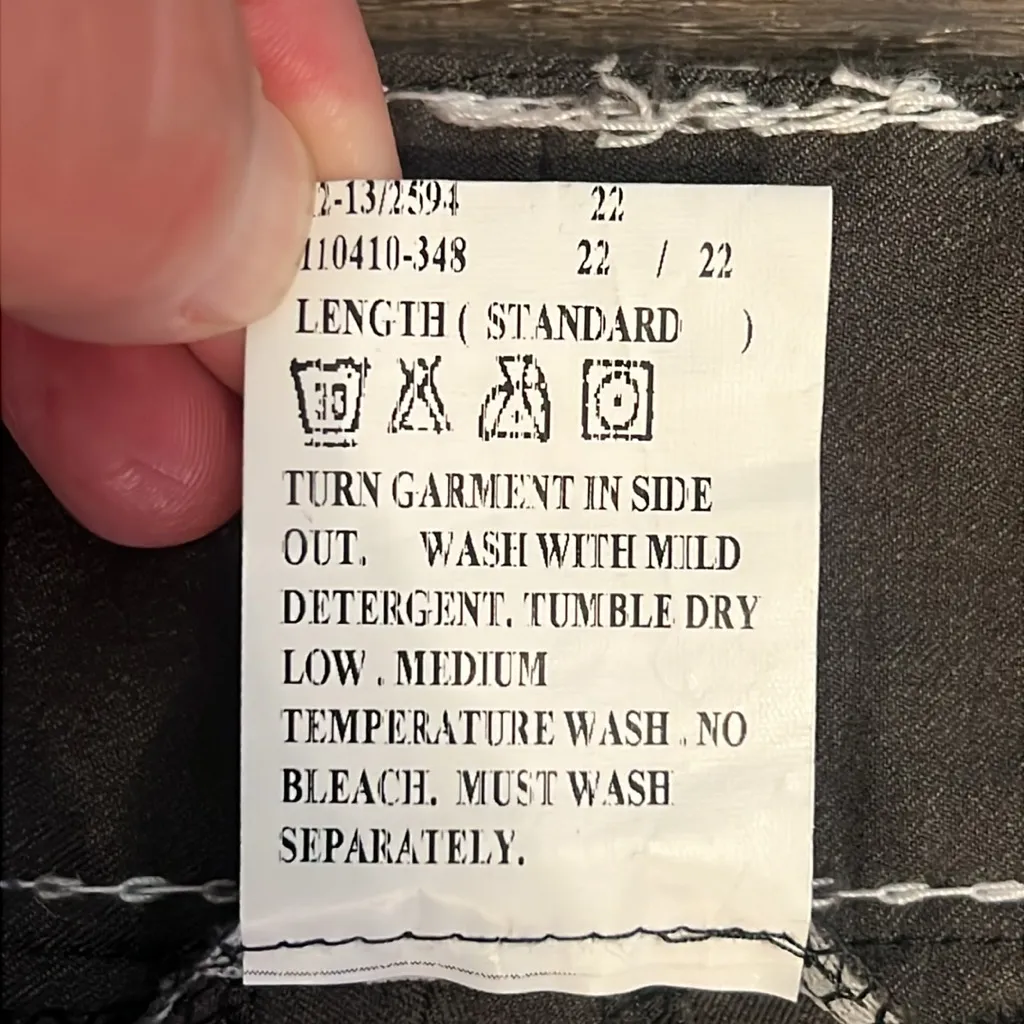 2-13/2594 22
110410-348 22 / 22
LENGTH ( STANDARD )
30
TURN GARMENT IN SIDE
OUT. WASH WITH MILD
DETERGENT. TUMBLE DRY
LOW . MEDIUM
TEMPERATURE WASH . NO
BLEACH. MUST WASH
SEPARATELY.